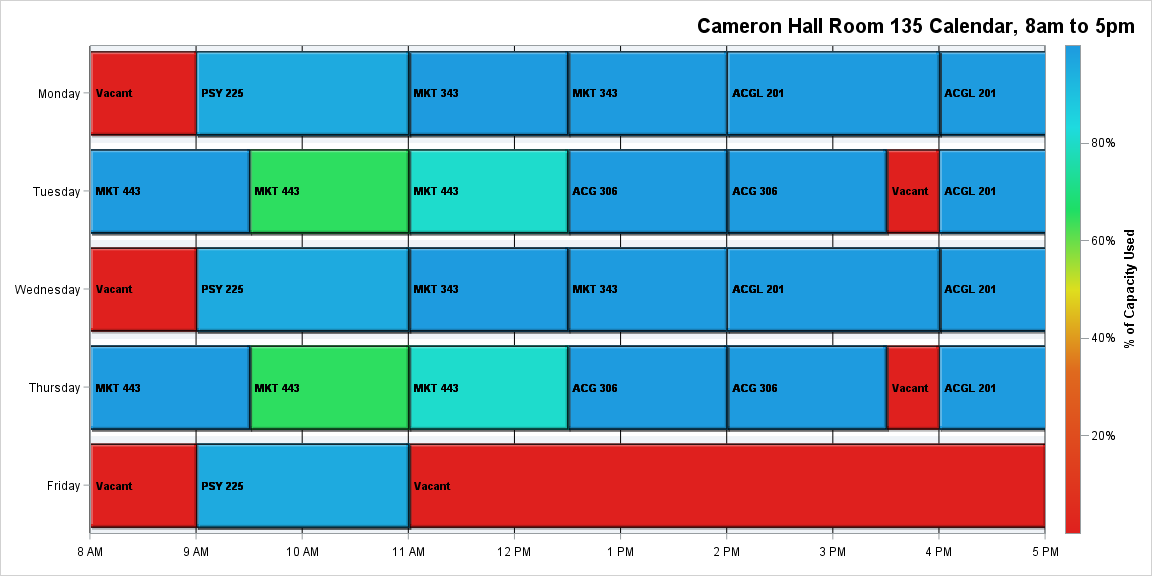 Cameron Hall Room 135 Calendar, 8am to 5pm
Monday
Vacant
PSY 225
MKT 343
MKT 343
ACGL 201
ACGL 201
Tuesday
MKT 443
MKT 443
MKT 443
ACG 306
ACG 306
Vacant
ACGL 201
Wednesday
Vacant
PSY 225
MKT 343
MKT 343
ACGL 201
ACGL 201
Thursday
MKT 443
MKT 443
MKT 443
ACG 306
ACG 306
Vacant
ACGL 201
Friday
Vacant
PSY 225
Vacant
8 AM
9 AM
10 AM
11 AM
12 PM
1 PM
2 PM
3 PM
4 PM
5 PM
80%
60%
40%
20%
% of Capacity Used